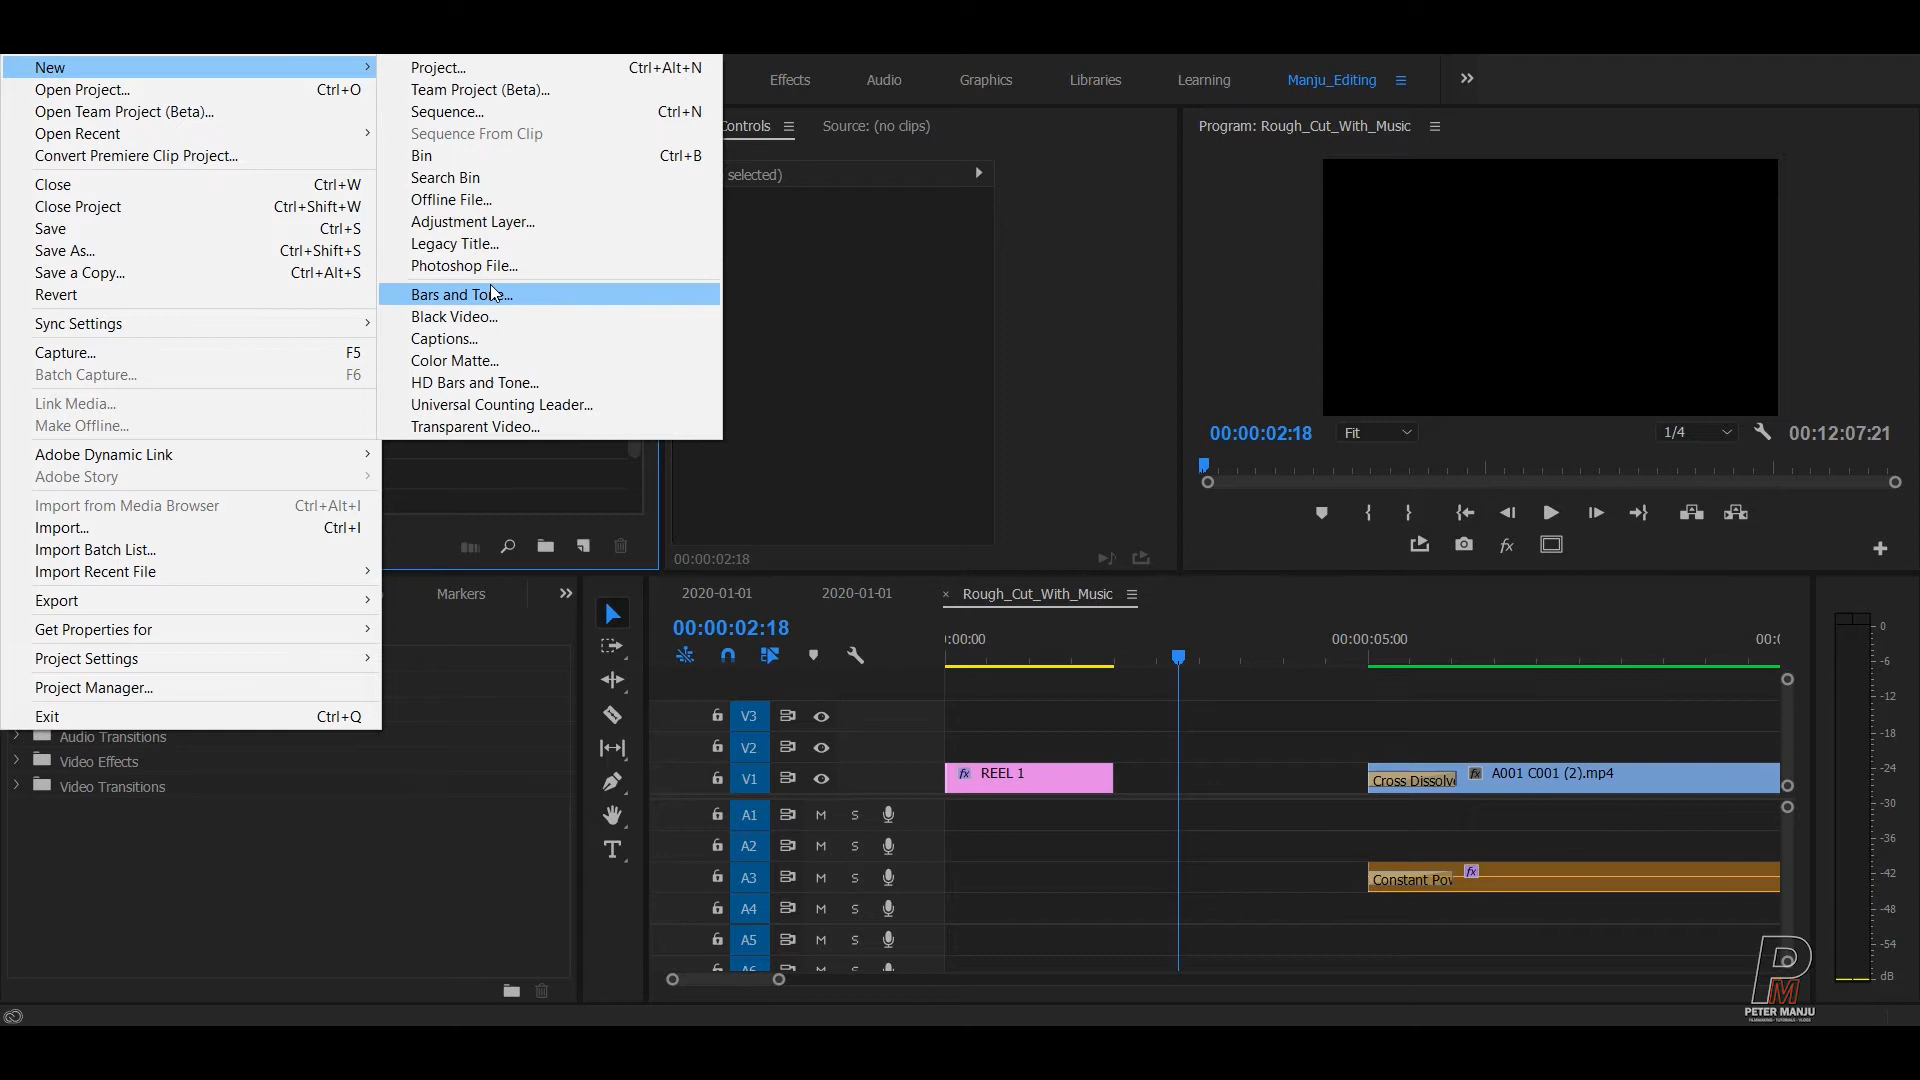 New
Open Project... Ctrl+O
Open Team Project (Beta)...
Open Recent
Convert Premiere Clip Project...
Close Ctrl+W
Close Project Ctrl+Shift+W
Save Ctrl+S
Save As... Ctrl+Shift+S
Save a Copy... Ctrl+Alt+S
Revert
Sync Settings
Capture... F5
Batch Capture... F6
Link Media...
Make Offline...
Adobe Dynamic Link
Adobe Story
Import from Media Browser Ctrl+Alt+I
Import... Ctrl+I
Import Batch List...
Import Recent File
Export
Get Properties for
Project Settings
Project Manager...
Exit Ctrl+Q
Project... Ctrl+Alt+N
Team Project (Beta)...
Sequence... Ctrl+N
Sequence From Clip
Bin Ctrl+B
Search Bin
Offline File...
Adjustment Layer...
Legacy Title...
Photoshop File...
Bars and Tone...
Black Video...
Captions...
Color Matte...
HD Bars and Tone...
Universal Counting Leader...
Transparent Video...
Effects Audio Graphics Libraries Learning Manju_Editing
Controls Source: (no clips)
selected)
00:00:02:18
Program: Rough_Cut_With_Music
00:00:02:18 Fit 1/4 00:12:07:21
Markers
Audio Transitions
Video Effects
Video Transitions
2020-01-01 2020-01-01 × Rough_Cut_With_Music
00:00:02:18
:00:00 00:00:05:00 00:0
V3
V2
V1 fx REEL 1 Cross Dissolv fx A001 C001 (2).mp4
A1 M S
A2 M S
A3 M S Constant Pow fx
A4 M S
A5 M S
A6 M S
0
-6
-12
-18
-24
-30
-36
-42
-48
-54
dB
PM
PETER MANJU